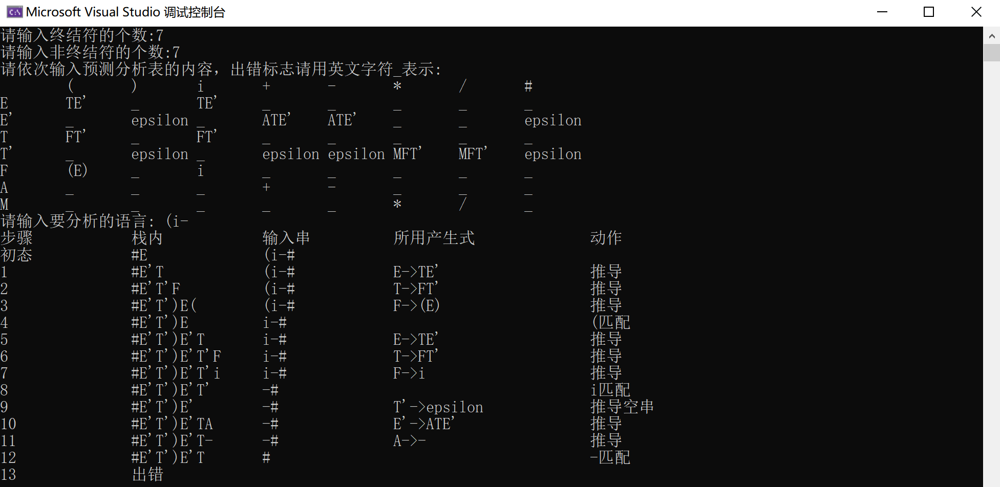 Microsoft Visual Studio 调试控制台
请输入终结符的个数:7
请输入非终结符的个数:7
请依次输入预测分析表的内容，出错标志请用英文字符_表示:
( ) i + - * / #
E TE' _ TE' _ _ _ _ _
E' _ epsilon _ ATE' ATE' _ _ epsilon
T FT' _ FT' _ _ _ _ _
T' _ epsilon _ epsilon epsilon MFT' MFT' epsilon
F (E) _ i _ _ _ _ _
A _ _ _ + - _ _ _
M _ _ _ _ _ * / _
请输入要分析的语言: (i-
步骤 栈内 输入串 所用产生式 动作
初态 #E (i-#
1 #E'T (i-# E->TE' 推导
2 #E'T'F (i-# T->FT' 推导
3 #E'T')E( (i-# F->(E) 推导
4 #E'T')E i-# (匹配
5 #E'T')E'T i-# E->TE' 推导
6 #E'T')E'T'F i-# T->FT' 推导
7 #E'T')E'T'i i-# F->i 推导
8 #E'T')E'T' -# i匹配
9 #E'T')E' -# T'->epsilon 推导空串
10 #E'T')E'TA -# E'->ATE' 推导
11 #E'T')E'T- -# A->- 推导
12 #E'T')E'T # -匹配
13 出错